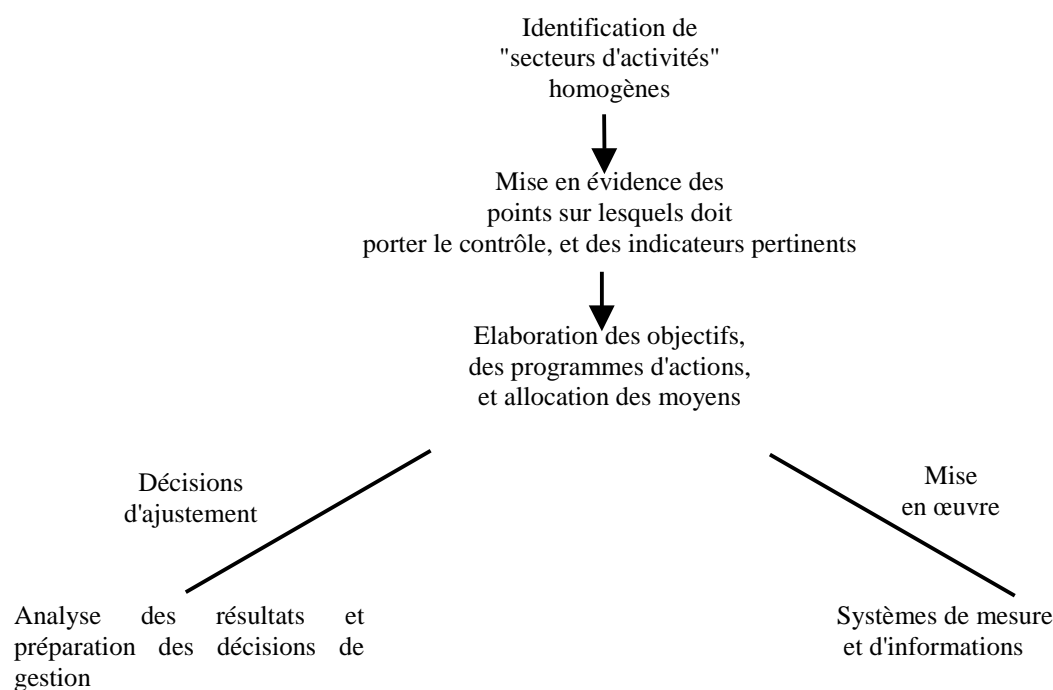 Identification de
"secteurs d'activités"
homogènes
Mise en évidence des
points sur lesquels doit
porter le contrôle, et des indicateurs pertinents
Elaboration des objectifs,
des programmes d'actions,
et allocation des moyens
Décisions
d'ajustement
Mise
en œuvre
Analyse des résultats et
préparation des décisions de
gestion
Systèmes de mesure
et d'informations